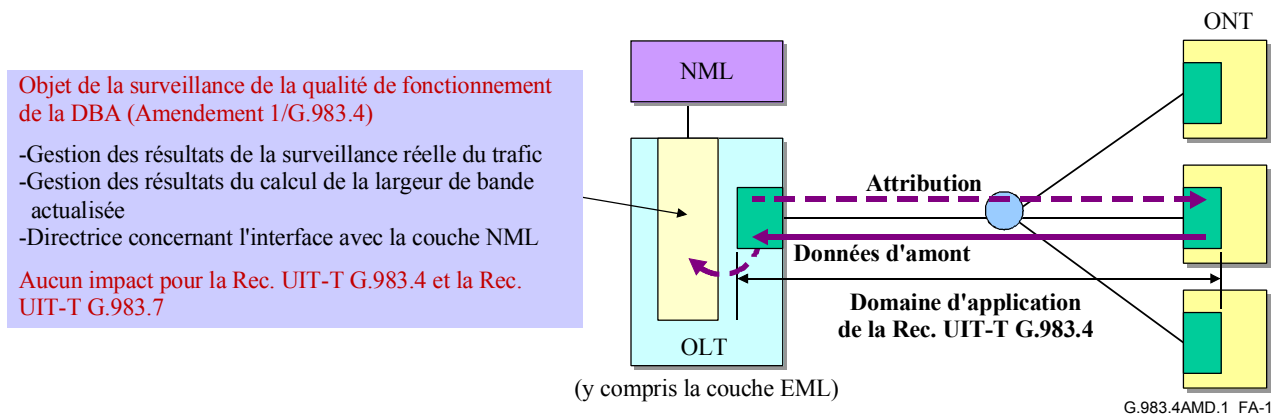 ONT
NML
Objet de la surveillance de la qualité de fonctionnement
de la DBA (Amendement 1/G.983.4)
-Gestion des résultats de la surveillance réelle du trafic
-Gestion des résultats du calcul de la largeur de bande
actualisée
-Directrice concernant l'interface avec la couche NML
Aucun impact pour la Rec. UIT-T G.983.4 et la Rec.
UIT-T G.983.7
Attribution
Données d'amont
Domaine d'application
de la Rec. UIT-T G.983.4
OLT
(y compris la couche EML)
G.983.4AMD.1_FA-1